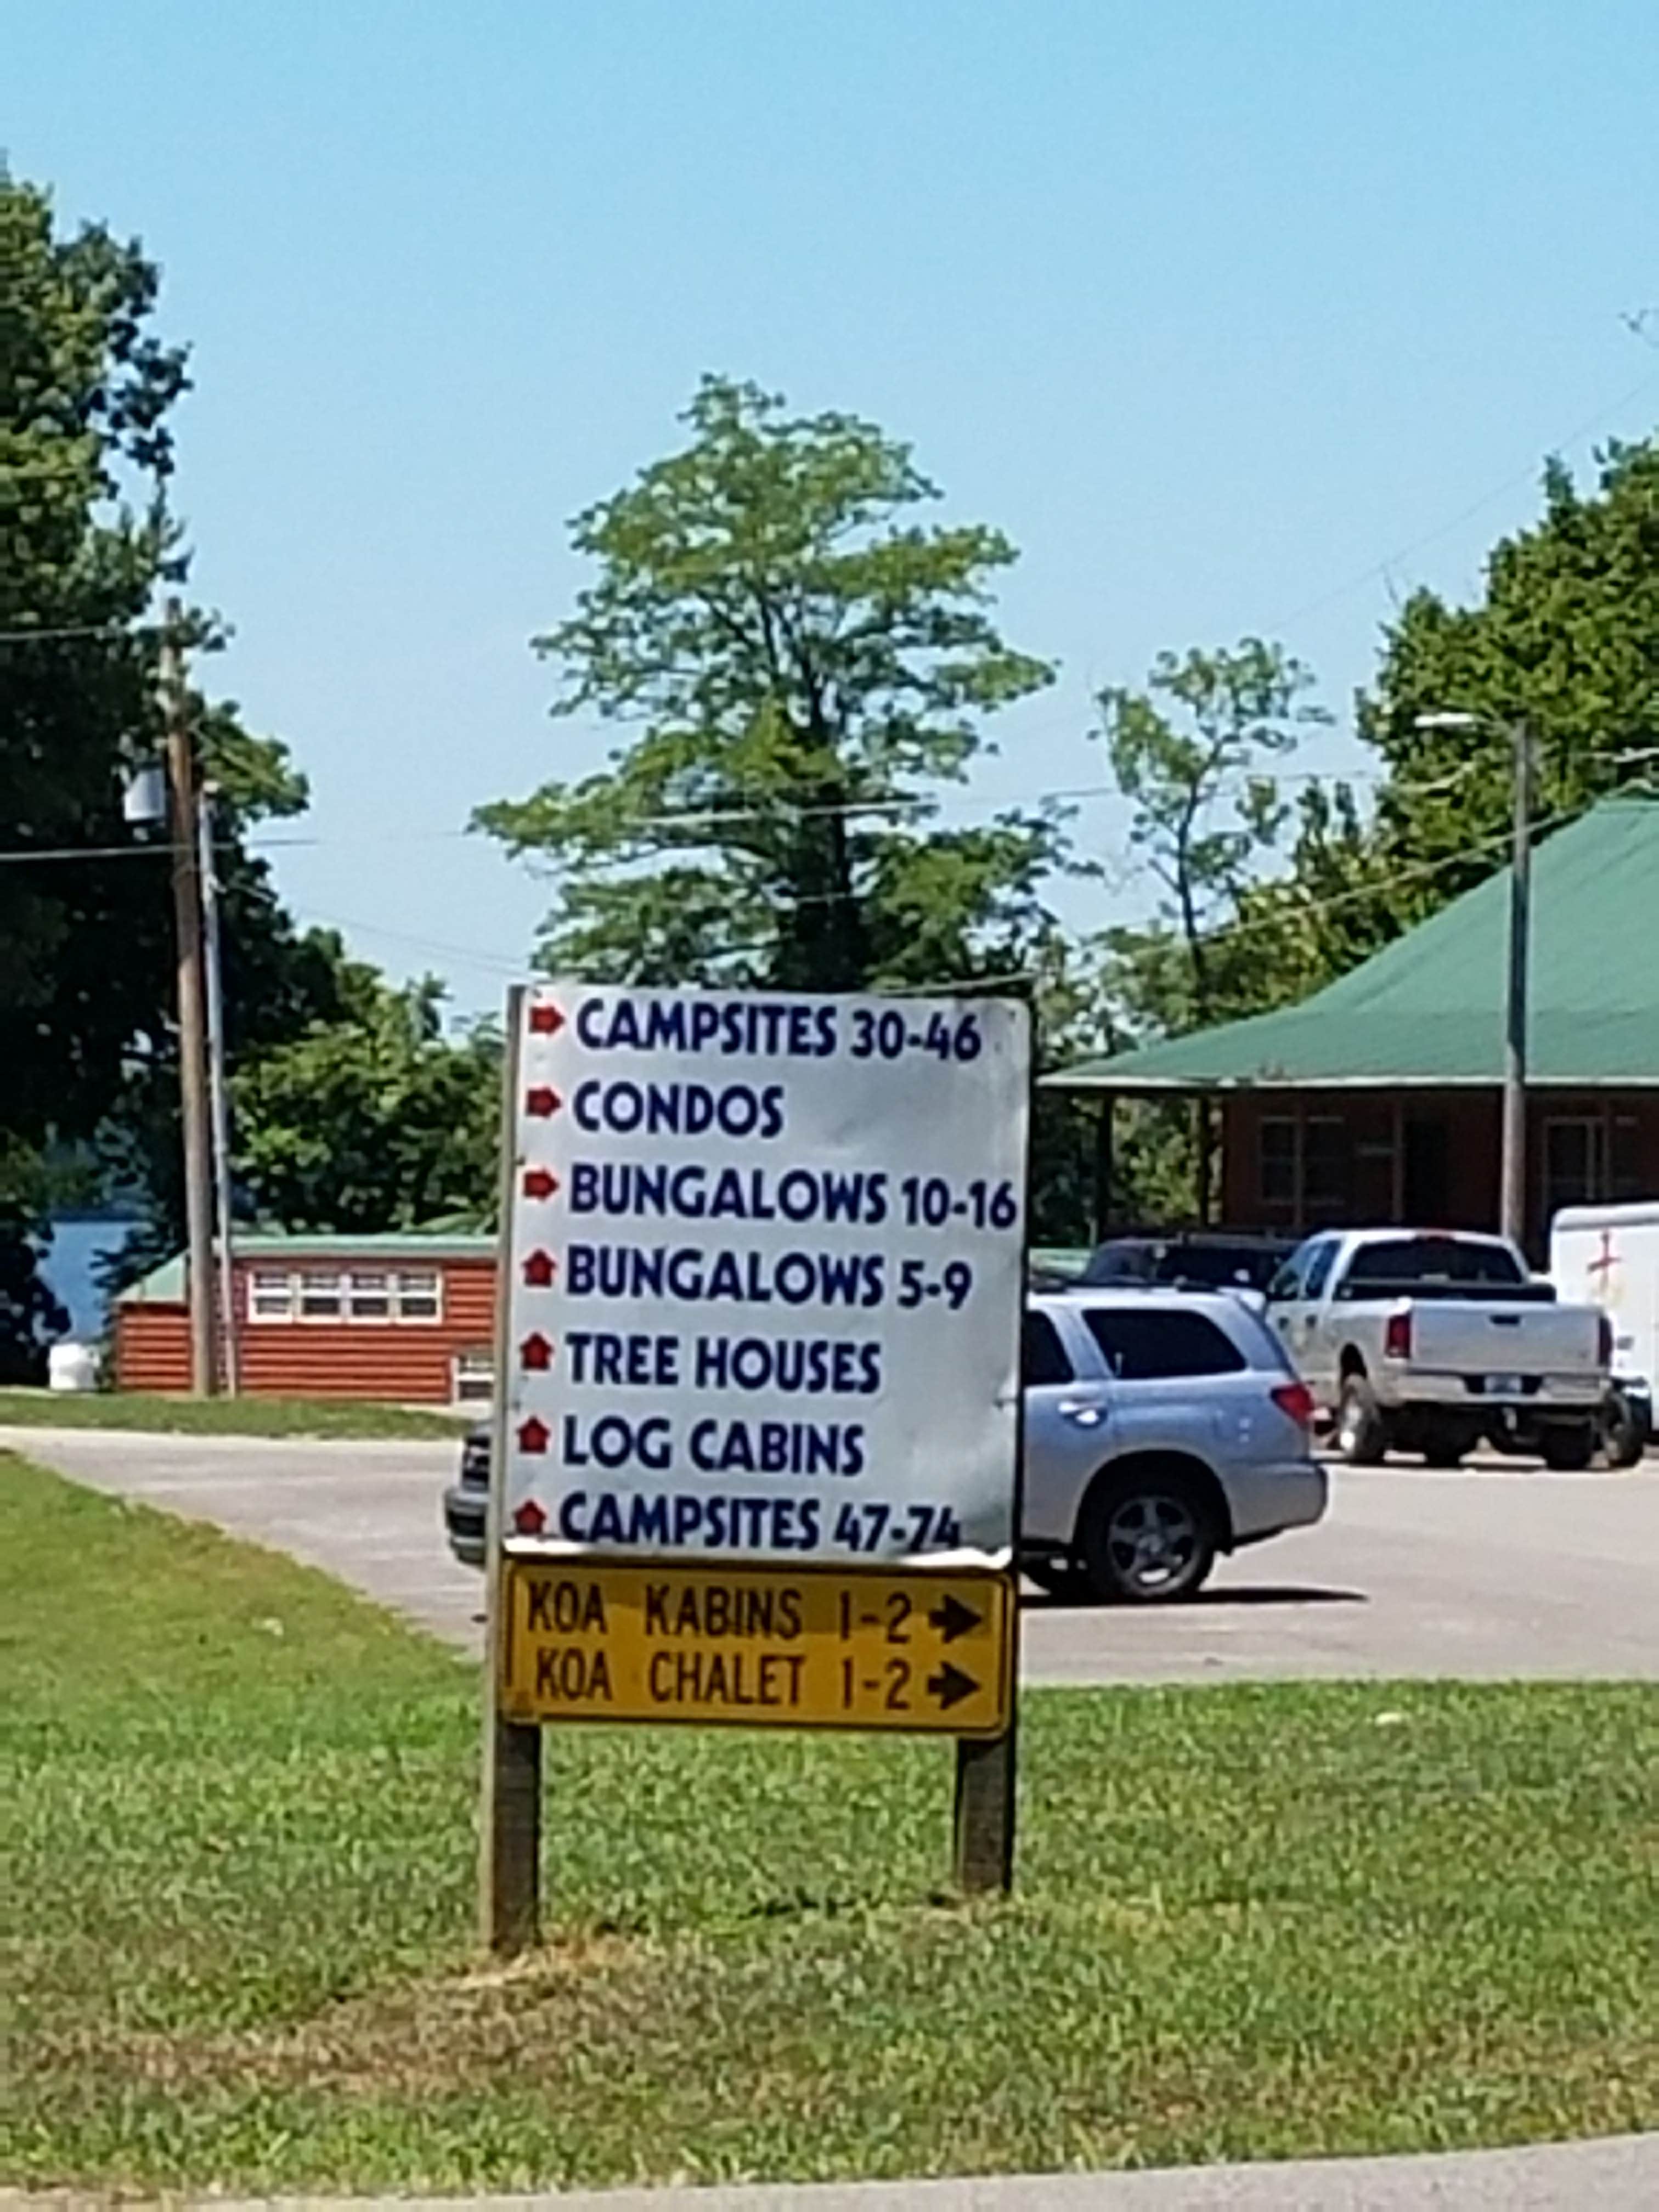 CAMPSITES 30-46
CONDOS
BUNGALOWS 10-16
BUNGALOWS 5-9
TREE HOUSES
LOG CABINS
CAMPSITES 47-74
KOA KABINS 1-2
KOA CHALET 1-2